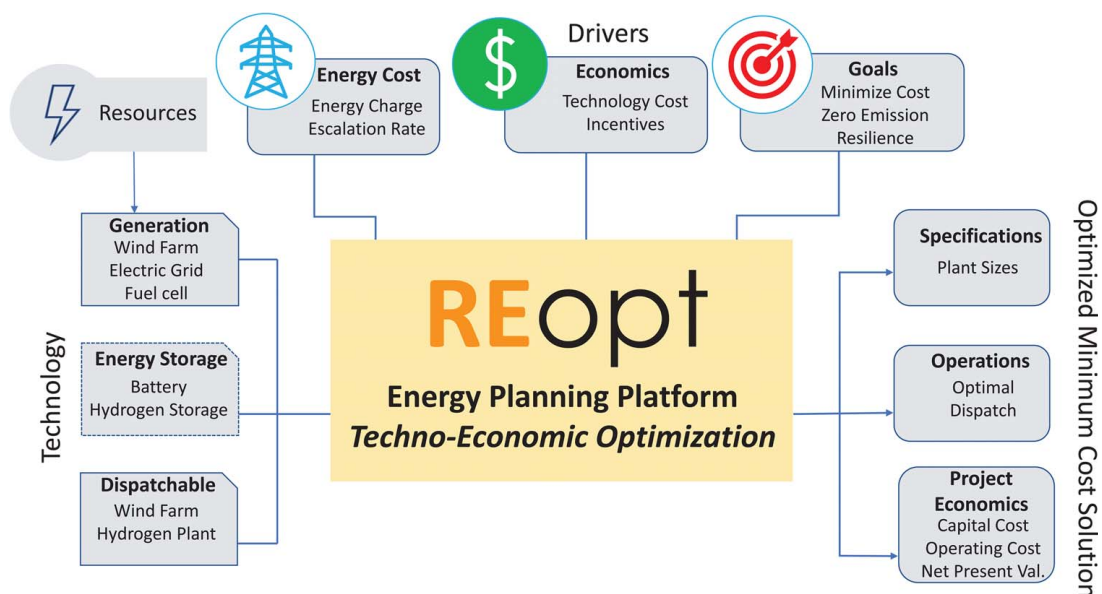 Drivers
Resources
Energy Cost
Energy Charge
Escalation Rate
Economics
Technology Cost
Incentives
Goals
Minimize Cost
Zero Emission
Resilience
Technology
Generation
Wind Farm
Electric Grid
Fuel cell
Energy Storage
Battery
Hydrogen Storage
Dispatchable
Wind Farm
Hydrogen Plant
REopt
Energy Planning Platform
Techno-Economic Optimization
Specifications
Plant Sizes
Operations
Optimal
Dispatch
Project
Economics
Capital Cost
Operating Cost
Net Present Val.
Optimized Minimum Cost Solution